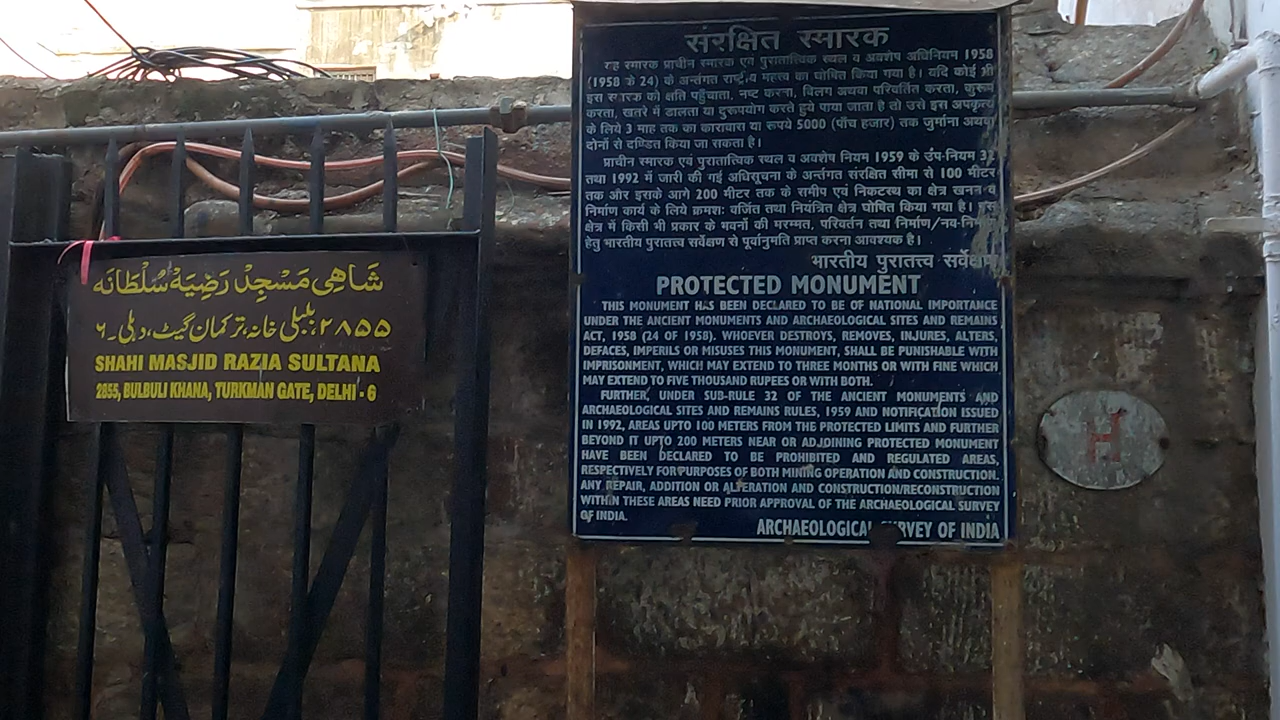 شَاهِی مَسْجِدْ رَضِیَہْ سُلْطَانَہ
۲۸۵۵ بلبلی خانہ، ترکمان گیٹ، دہلی۔۶
SHAHI MASJID RAZIA SULTANA
2855, BULBULI KHANA, TURKMAN GATE, DELHI - 6
संरक्षित स्मारक
यह स्मारक प्राचीन स्मारक एवं पुरातात्विक स्थल व अवशेष अधिनियम 1958
(1958 के 24) के अन्तंगत राष्ट्रीय महत्व का घोषित किया गया है। यदि कोई भी
इस स्मारक को क्षति पहुँचाता, नष्ट करना, विलग अथवा परिवर्तित करता, कुरूप
करता, खतरे में डालता या दुरूपयोग करते हुये पाया जाता है तो उसे इस अपकृत्य
के लिये 3 माह तक का कारावास या रूपये 5000 (पाँच हजार) तक जुर्माना अथवा
दोनों से दण्डित किया जा सकता है।
प्राचीन स्मारक एवं पुरातात्विक स्थल व अवशेष नियम 1959 के उप-नियम 32
तथा 1992 में जारी की गई अधिसूचना के अन्तंगत संरक्षित सीमा से 100 मीटर
तक और इसके आगे 200 मीटर तक के समीप एवं निकटस्थ का क्षेत्र खनन व
निर्माण कार्य के लिये क्रमशः वर्जित तथा नियंत्रित क्षेत्र घोषित किया गया है। इस
क्षेत्र में किसी भी प्रकार के भवनों की मरम्मत, परिवर्तन तथा निर्माण/नव-निर्माण
हेतु भारतीय पुरातत्व सर्वेक्षण से पूर्वानुमति प्राप्त करना आवश्यक है।
भारतीय पुरातत्त्व सर्वेक्षण
PROTECTED MONUMENT
THIS MONUMENT HAS BEEN DECLARED TO BE OF NATIONAL IMPORTANCE
UNDER THE ANCIENT MONUMENTS AND ARCHAEOLOGICAL SITES AND REMAINS
ACT, 1958 (24 OF 1958). WHOEVER DESTROYS, REMOVES, INJURES, ALTERS,
DEFACES, IMPERILS OR MISUSES THIS MONUMENT, SHALL BE PUNISHABLE WITH
IMPRISONMENT, WHICH MAY EXTEND TO THREE MONTHS OR WITH FINE WHICH
MAY EXTEND TO FIVE THOUSAND RUPEES OR WITH BOTH.
FURTHER, UNDER SUB-RULE 32 OF THE ANCIENT MONUMENTS AND
ARCHAEOLOGICAL SITES AND REMAINS RULES, 1959 AND NOTIFICATION ISSUED
IN 1992, AREAS UPTO 100 METERS FROM THE PROTECTED LIMITS AND FURTHER
BEYOND IT UPTO 200 METERS NEAR OR ADJOINING PROTECTED MONUMENT
HAVE BEEN DECLARED TO BE PROHIBITED AND REGULATED AREAS,
RESPECTIVELY FOR PURPOSES OF BOTH MINING OPERATION AND CONSTRUCTION.
ANY REPAIR, ADDITION OR ALTERATION AND CONSTRUCTION/RECONSTRUCTION
WITHIN THESE AREAS NEED PRIOR APPROVAL OF THE ARCHAEOLOGICAL SURVEY
OF INDIA.
ARCHAEOLOGICAL SURVEY OF INDIA
H